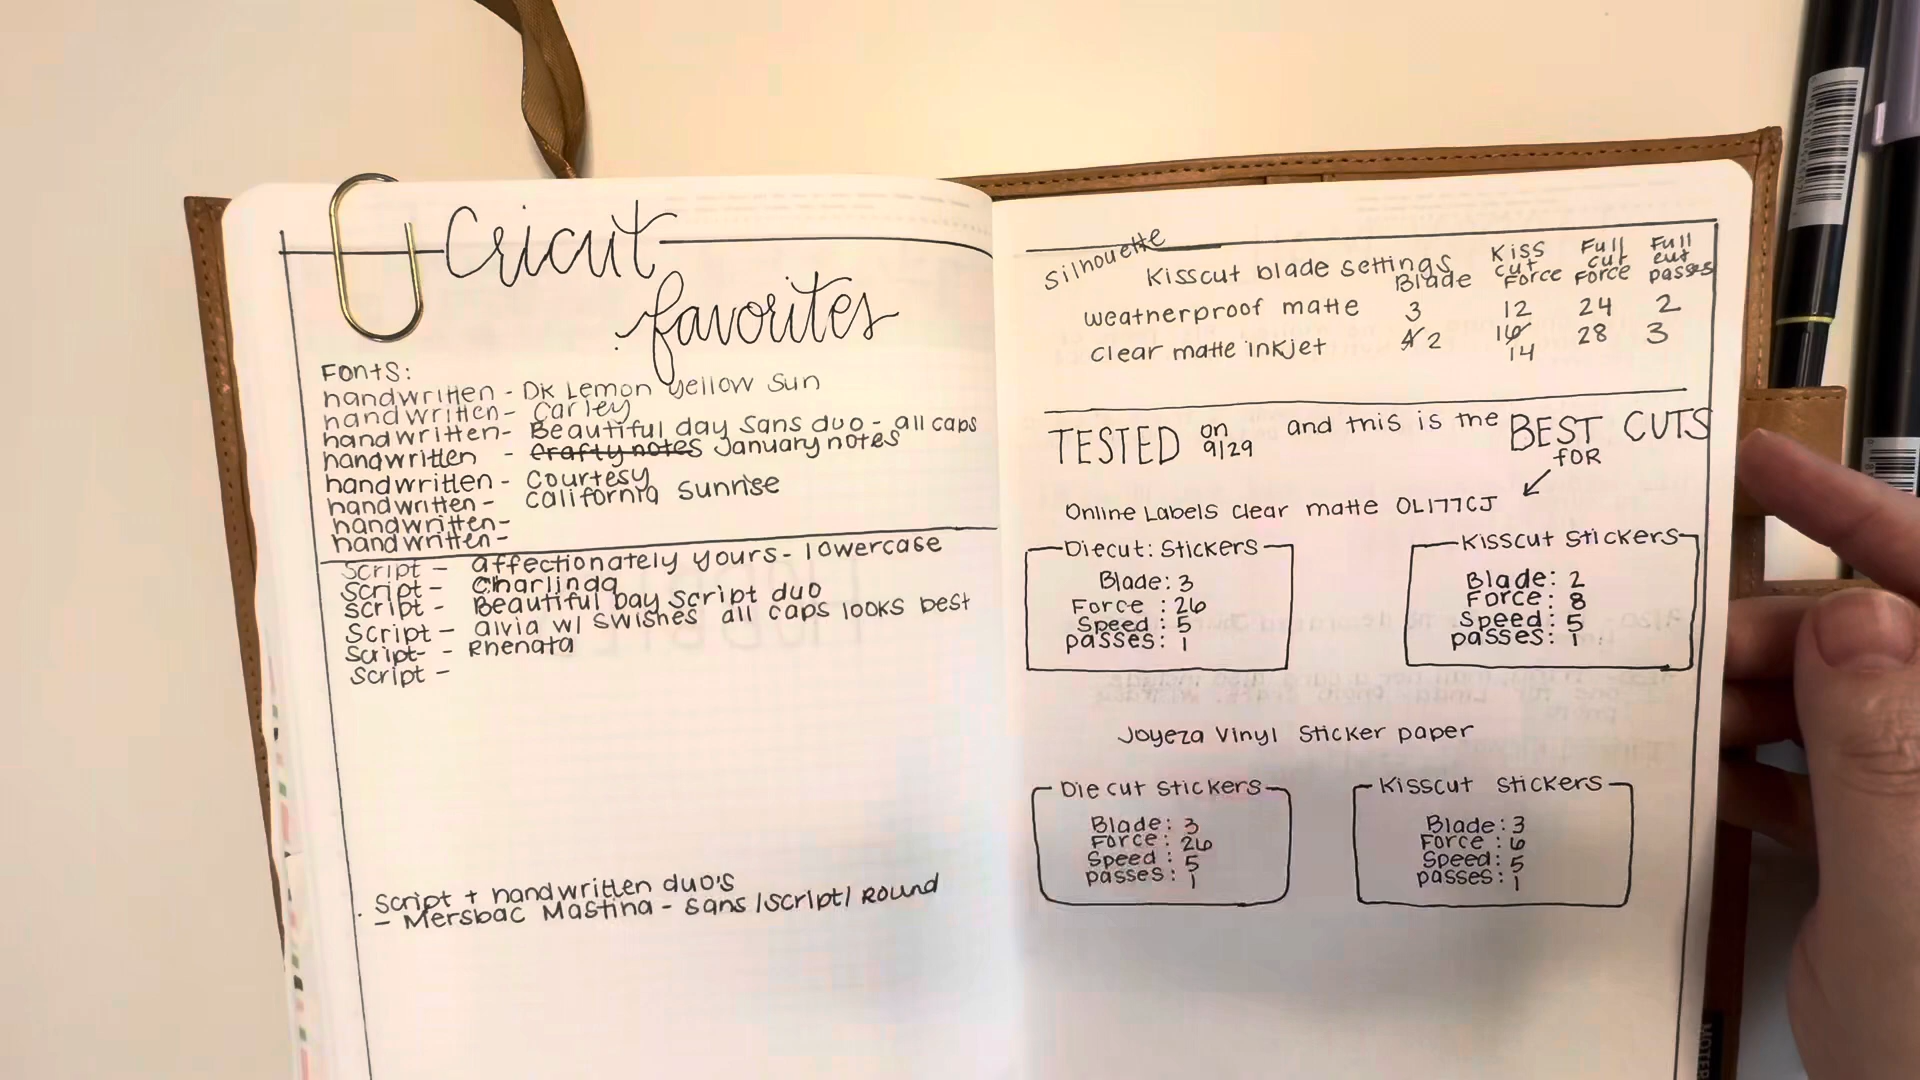 Cricut
favorites
Fonts:
handwritten - DK Lemon Yellow Sun
handwritten - Carley
handwritten - Beautiful day Sans duo - all caps
handwritten - Crafty notes January notes
handwritten - Courtesy
handwritten - California Sunrise
handwritten -
handwritten -
Script - affectionately yours - lowercase
Script - Charlinda
Script - Beautiful bay script duo
Script - alvia w/ swishes all caps looks best
Script - Rhenata
Script -
Script + handwritten duo's
- Mersbac Mastina - Sans / script / Round
Silhouette
Kisscut blade settings Blade Kiss cut Force Full cut Force Full cut passes
weatherproof matte 3 12 24 2
clear matte inkjet 4 2 16 14 28 3
TESTED on 9/29 and this is the BEST CUTS
for
Online Labels clear matte OL177CJ
Diecut: Stickers
Blade: 3
Force: 26
Speed: 5
passes: 1
Kisscut Stickers
Blade: 2
Force: 8
Speed: 5
passes: 1
Joyeza Vinyl Sticker paper
Die cut stickers
Blade: 3
Force: 26
Speed: 5
passes: 1
Kisscut stickers
Blade: 3
Force: 6
Speed: 5
passes: 1